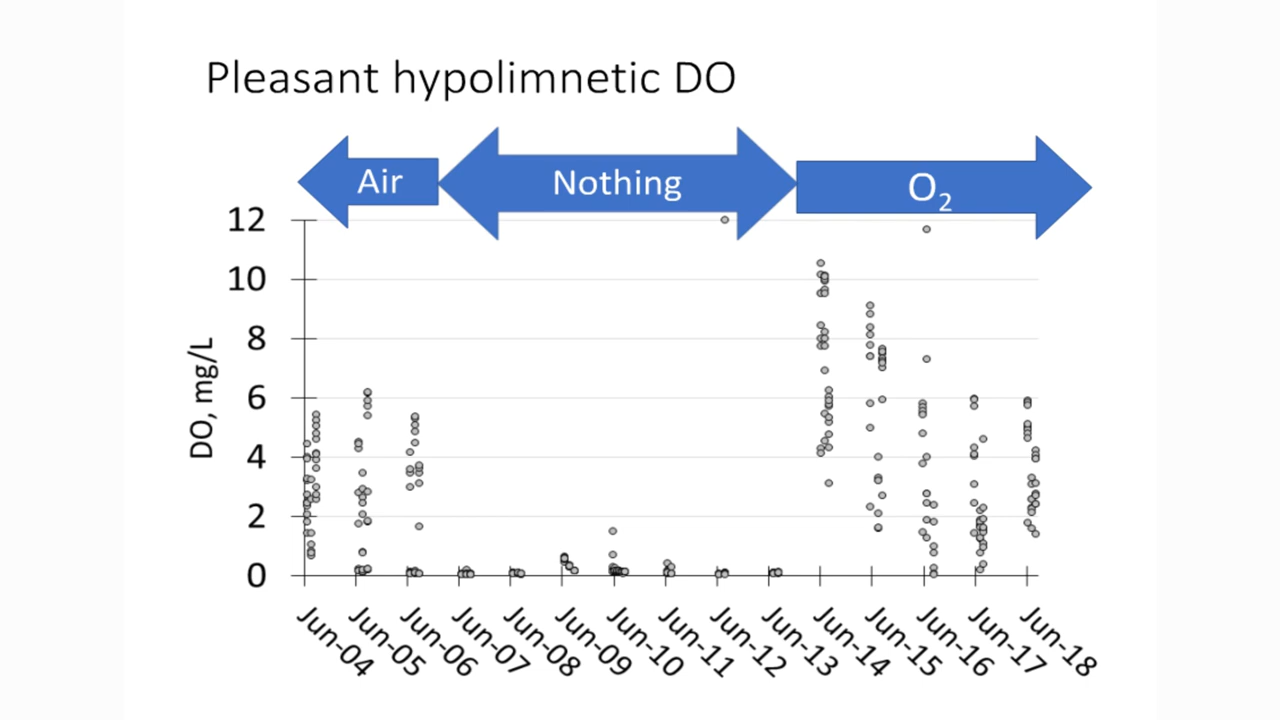 Pleasant hypolimnetic DO
Air
Nothing
O2
12
10
8
6
4
2
0
DO, mg/L
Jun-04
Jun-05
Jun-06
Jun-07
Jun-08
Jun-09
Jun-10
Jun-11
Jun-12
Jun-13
Jun-14
Jun-15
Jun-16
Jun-17
Jun-18